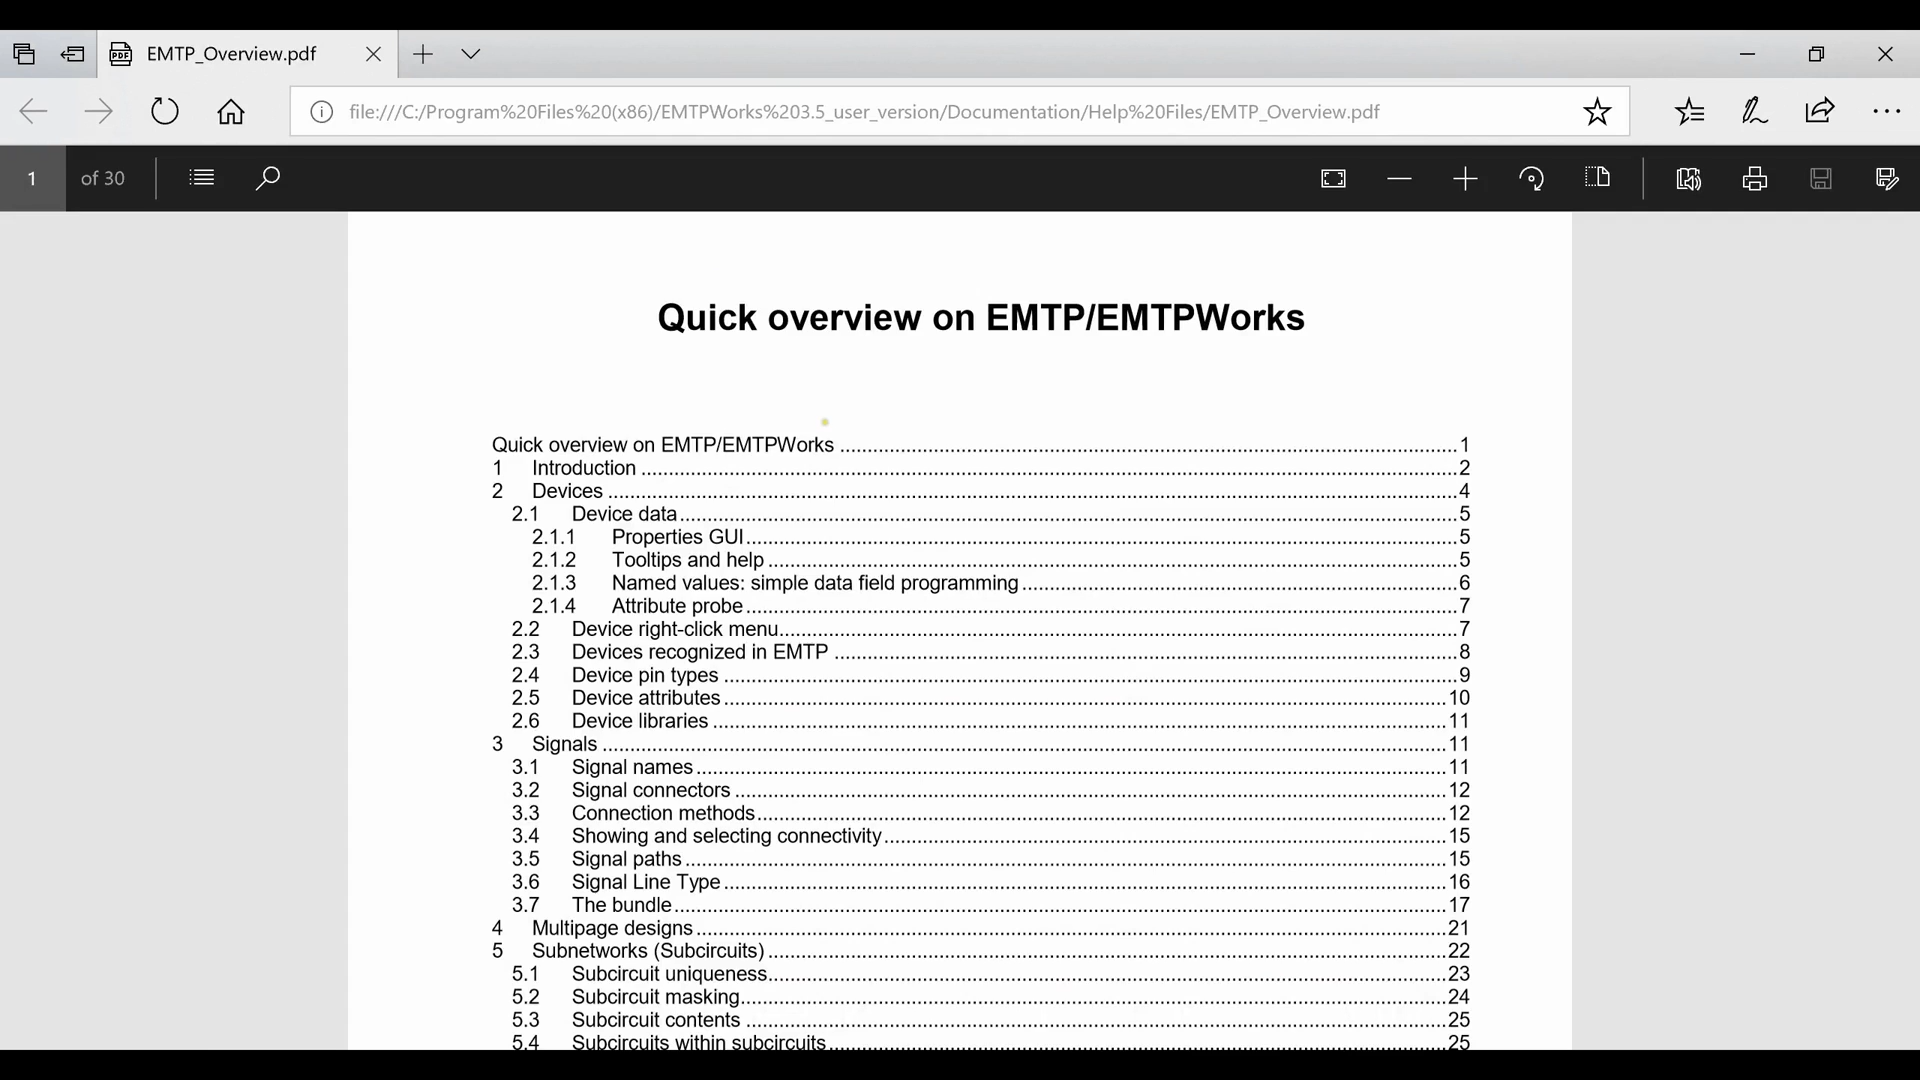 EMTP_Overview.pdf
file:///C:/Program%20Files%20(x86)/EMTPWorks%203.5_user_version/Documentation/Help%20Files/EMTP_Overview.pdf
1 of 30
Quick overview on EMTP/EMTPWorks
Quick overview on EMTP/EMTPWorks ... 1
1 Introduction ... 2
2 Devices ... 4
2.1 Device data ... 5
2.1.1 Properties GUI ... 5
2.1.2 Tooltips and help ... 5
2.1.3 Named values: simple data field programming ... 6
2.1.4 Attribute probe ... 7
2.2 Device right-click menu ... 7
2.3 Devices recognized in EMTP ... 8
2.4 Device pin types ... 9
2.5 Device attributes ... 10
2.6 Device libraries ... 11
3 Signals ... 11
3.1 Signal names ... 11
3.2 Signal connectors ... 12
3.3 Connection methods ... 12
3.4 Showing and selecting connectivity ... 15
3.5 Signal paths ... 15
3.6 Signal Line Type ... 16
3.7 The bundle ... 17
4 Multipage designs ... 21
5 Subnetworks (Subcircuits) ... 22
5.1 Subcircuit uniqueness ... 23
5.2 Subcircuit masking ... 24
5.3 Subcircuit contents ... 25
5.4 Subcircuits within subcircuits ... 25